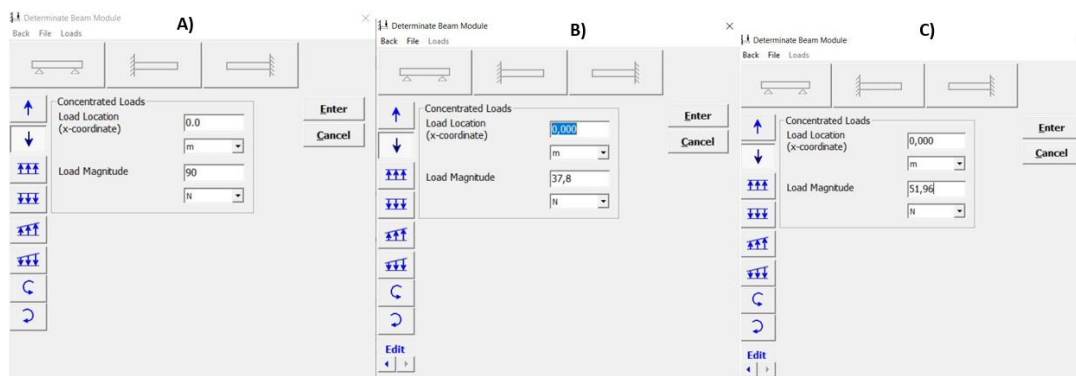 Determinate Beam Module
A)
Back File Loads
Concentrated Loads
Load Location
(x-coordinate)
0.0
m
Load Magnitude
90
N
Enter
Cancel
Determinate Beam Module
B)
Back File Loads
Concentrated Loads
Load Location
(x-coordinate)
0,000
m
Load Magnitude
37,8
N
Enter
Cancel
Edit
Determinate Beam Module
C)
Back File Loads
Concentrated Loads
Load Location
(x-coordinate)
0,000
m
Load Magnitude
51,96
N
Enter
Cancel
Edit